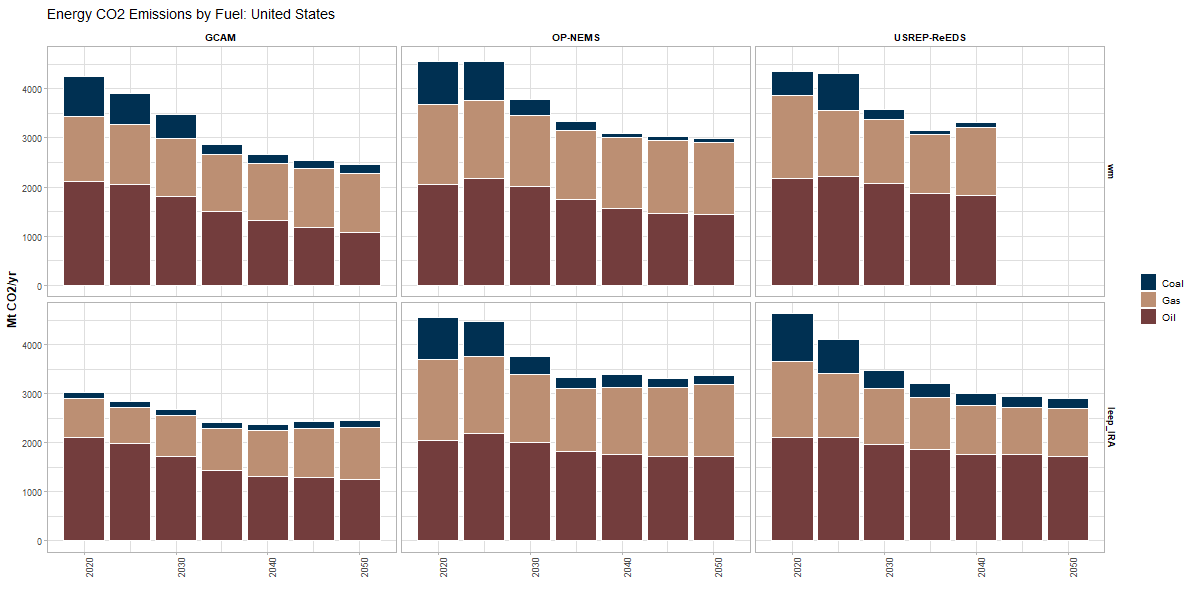 Energy CO2 Emissions by Fuel: United States
GCAM
OP-NEMS
USREP-ReEDS
4000
3000
2000
1000
0
wm
Mt CO2/yr
4000
3000
2000
1000
0
leep_IRA
2020
2030
2040
2050
2020
2030
2040
2050
2020
2030
2040
2050
Coal
Gas
Oil